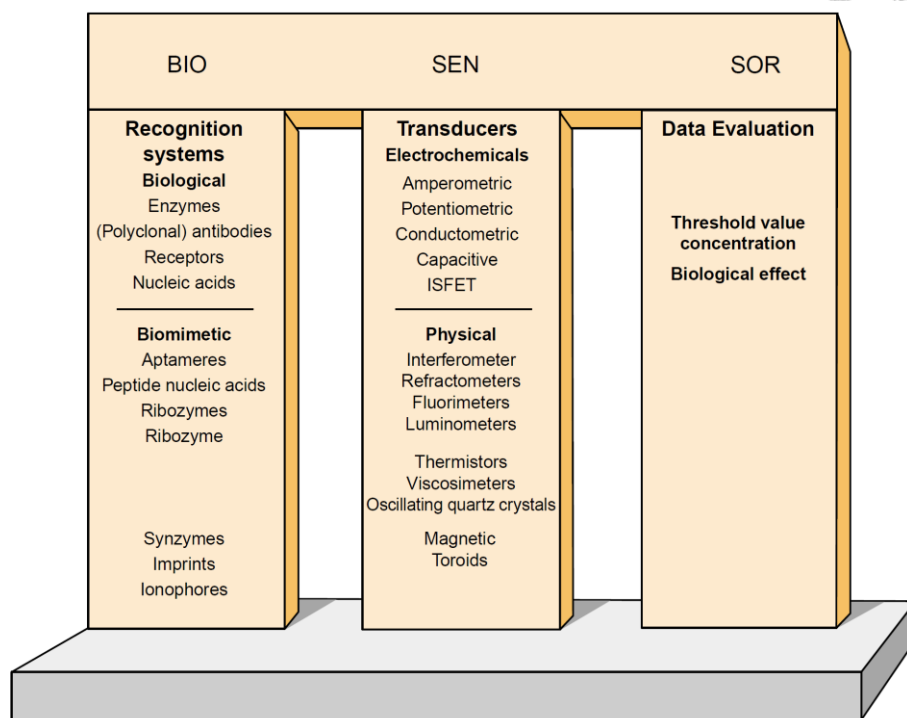 BIO
SEN
SOR
Recognition
systems
Biological
Enzymes
(Polyclonal) antibodies
Receptors
Nucleic acids
Biomimetic
Aptameres
Peptide nucleic acids
Ribozymes
Ribozyme
Synzymes
Imprints
Ionophores
Transducers
Electrochemicals
Amperometric
Potentiometric
Conductometric
Capacitive
ISFET
Physical
Interferometer
Refractometers
Fluorimeters
Luminometers
Thermistors
Viscosimeters
Oscillating quartz crystals
Magnetic
Toroids
Data Evaluation
Threshold value
concentration
Biological effect